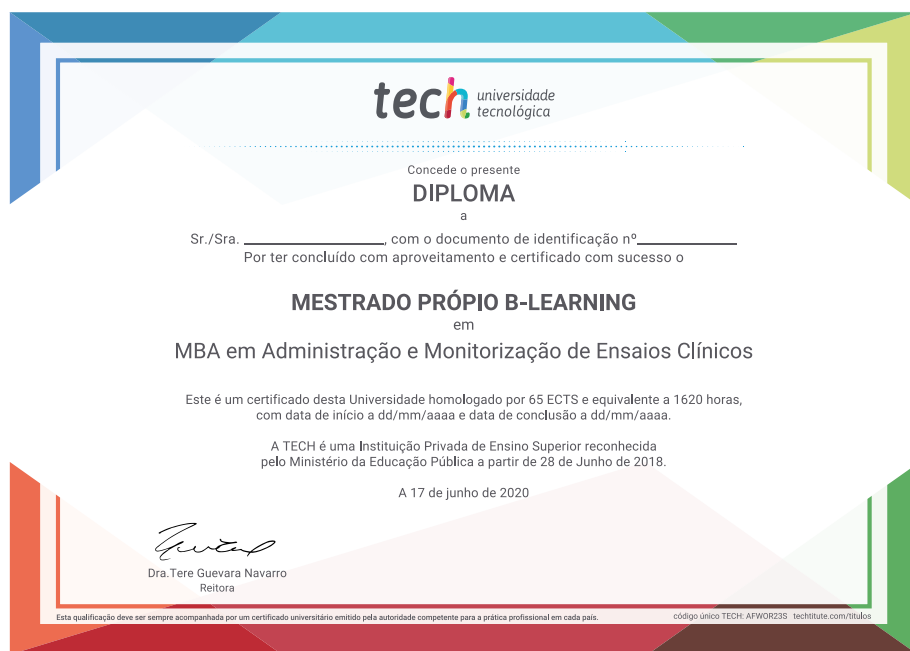 tech universidade
tecnológica
Concede o presente
DIPLOMA
a
Sr./Sra. ________________, com o documento de identificação nº____________
Por ter concluído com aproveitamento e certificado com sucesso o
MESTRADO PRÓPIO B-LEARNING
em
MBA em Administração e Monitorização de Ensaios Clínicos
Este é um certificado desta Universidade homologado por 65 ECTS e equivalente a 1620 horas,
com data de início a dd/mm/aaaa e data de conclusão a dd/mm/aaaa.
A TECH é uma Instituição Privada de Ensino Superior reconhecida
pelo Ministério da Educação Pública a partir de 28 de Junho de 2018.
A 17 de junho de 2020
Dra.Tere Guevara Navarro
Reitora
Esta qualificação deve ser sempre acompanhada por um certificado universitário emitido pela autoridade competente para a prática profissional em cada país.
código único TECH: AFWOR23S techtitute.com/titulos